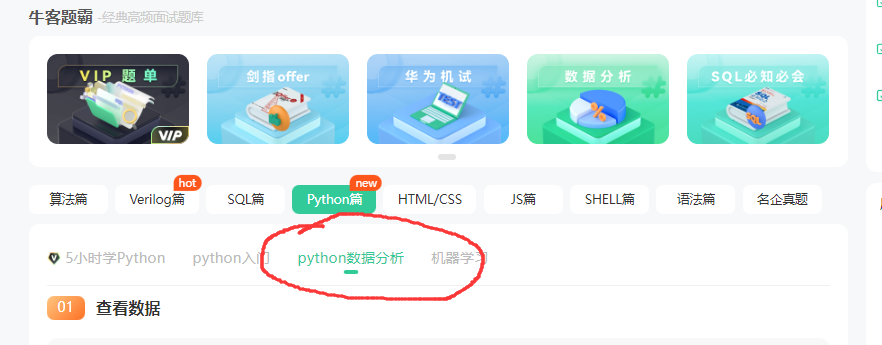 牛客题霸 -经典高频面试题库
VIP题单 剑指offer 华为机试 数据分析 SQL必知必会
TEST
VIP
hot new
算法篇 Verilog篇 SQL篇 Python篇 HTML/CSS JS篇 SHELL篇 语法篇 名企真题
5小时学Python python入门 python数据分析 机器学习
01 查看数据